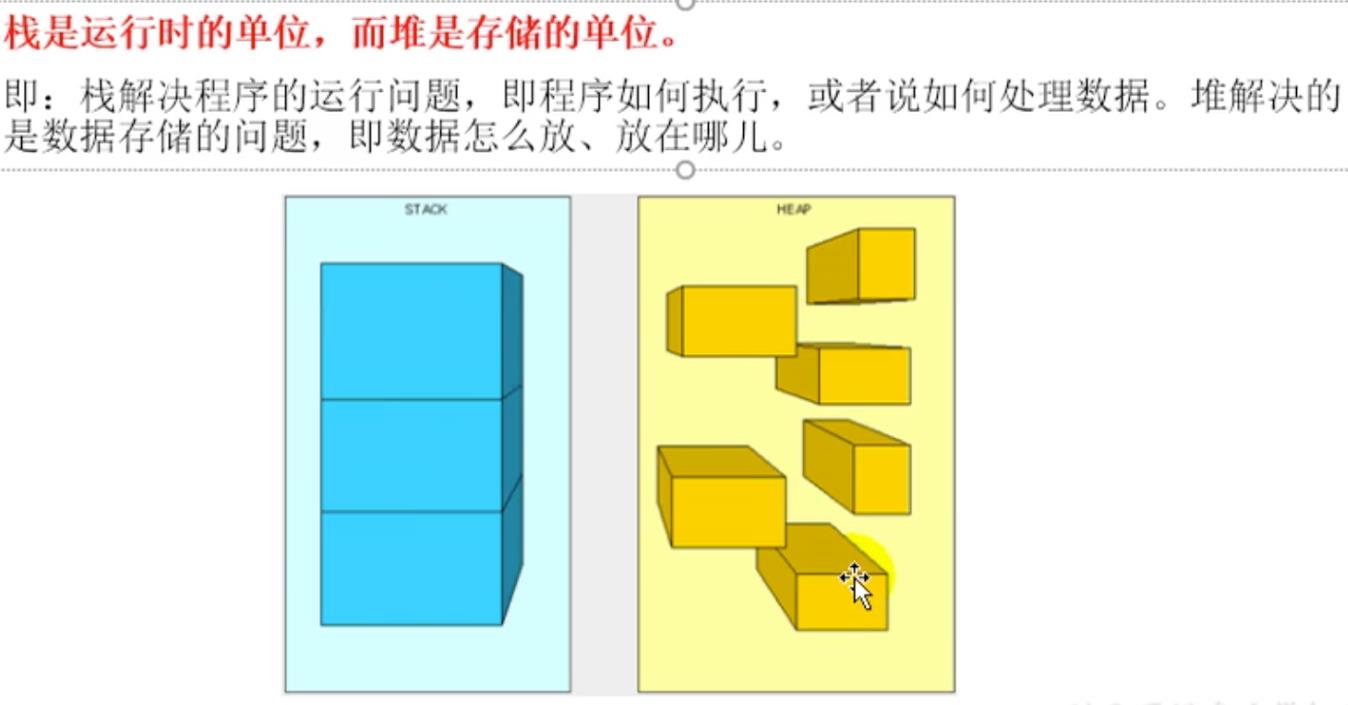 栈是运行时的单位，而堆是存储的单位。
即：栈解决程序的运行问题，即程序如何执行，或者说如何处理数据。堆解决的
是数据存储的问题，即数据怎么放、放在哪儿。
STACK
HEAP